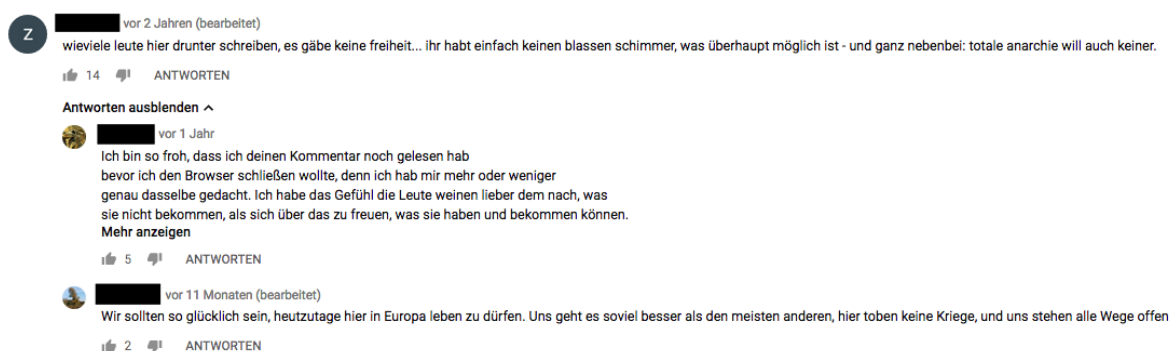 Z
vor 2 Jahren (bearbeitet)
wieviele leute hier drunter schreiben, es gäbe keine freiheit... ihr habt einfach keinen blassen schimmer, was überhaupt möglich ist - und ganz nebenbei: totale anarchie will auch keiner.
14 ANTWORTEN
Antworten ausblenden
vor 1 Jahr
Ich bin so froh, dass ich deinen Kommentar noch gelesen hab
bevor ich den Browser schließen wollte, denn ich hab mir mehr oder weniger
genau dasselbe gedacht. Ich habe das Gefühl die Leute weinen lieber dem nach, was
sie nicht bekommen, als sich über das zu freuen, was sie haben und bekommen können.
Mehr anzeigen
5 ANTWORTEN
vor 11 Monaten (bearbeitet)
Wir sollten so glücklich sein, heutzutage hier in Europa leben zu dürfen. Uns geht es soviel besser als den meisten anderen, hier toben keine Kriege, und uns stehen alle Wege offen
2 ANTWORTEN